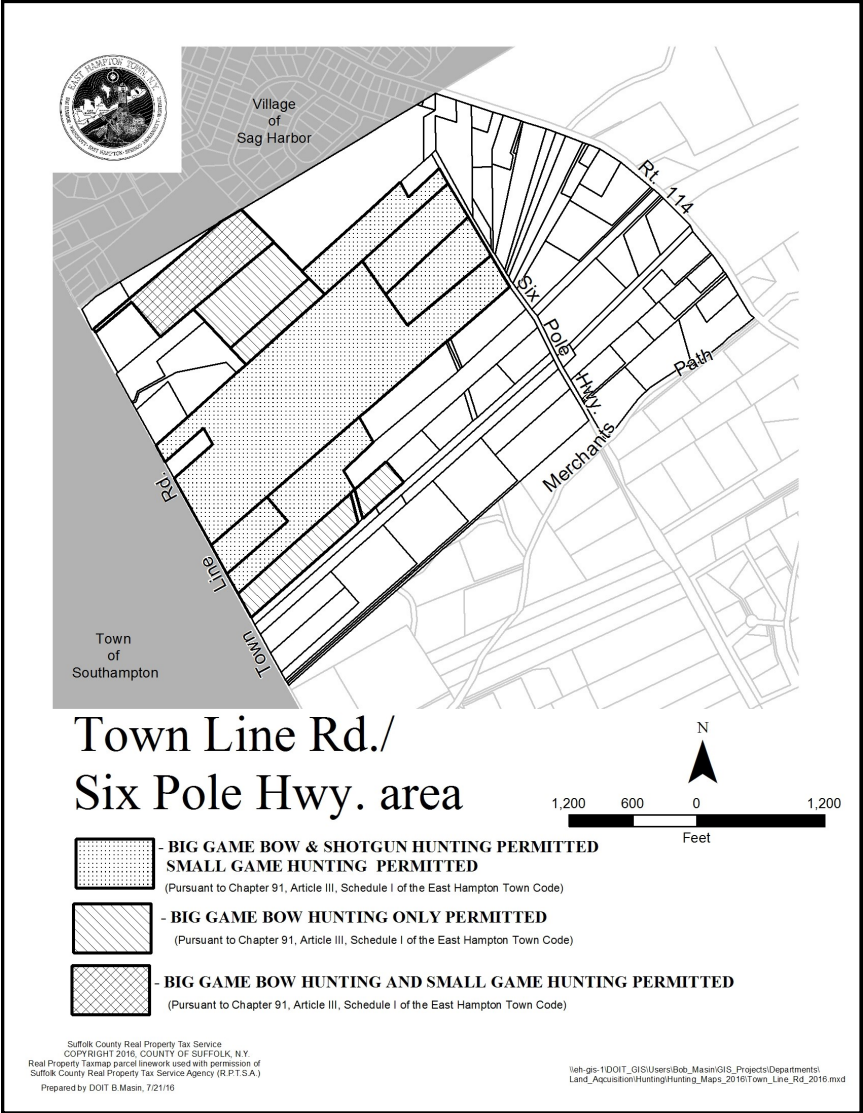 EAST HAMPTON TOWN, N.Y.
Village
of
Sag Harbor
Rt. 114
Six Pole Hwy.
Merchants Path
Town Line Rd.
Town
of
Southampton
Town Line Rd./
Six Pole Hwy. area
N
1,200 600 0 1,200
Feet
- BIG GAME BOW & SHOTGUN HUNTING PERMITTED
SMALL GAME HUNTING PERMITTED
(Pursuant to Chapter 91, Article III, Schedule I of the East Hampton Town Code)
- BIG GAME BOW HUNTING ONLY PERMITTED
(Pursuant to Chapter 91, Article III, Schedule I of the East Hampton Town Code)
- BIG GAME BOW HUNTING AND SMALL GAME HUNTING PERMITTED
(Pursuant to Chapter 91, Article III, Schedule I of the East Hampton Town Code)
Suffolk County Real Property Tax Service
COPYRIGHT 2016, COUNTY OF SUFFOLK, N.Y.
Real Property Taxmap parcel linework used with permission of
Suffolk County Real Property Tax Service Agency (R.P.T.S.A.)
Prepared by DOIT B.Masin, 7/21/16
\\eh-gis-1\DOIT_GIS\Users\Bob_Masin\GIS_Projects\Departments\
Land_Aqcuisition\Hunting\Hunting_Maps_2016\Town_Line_Rd_2016.mxd